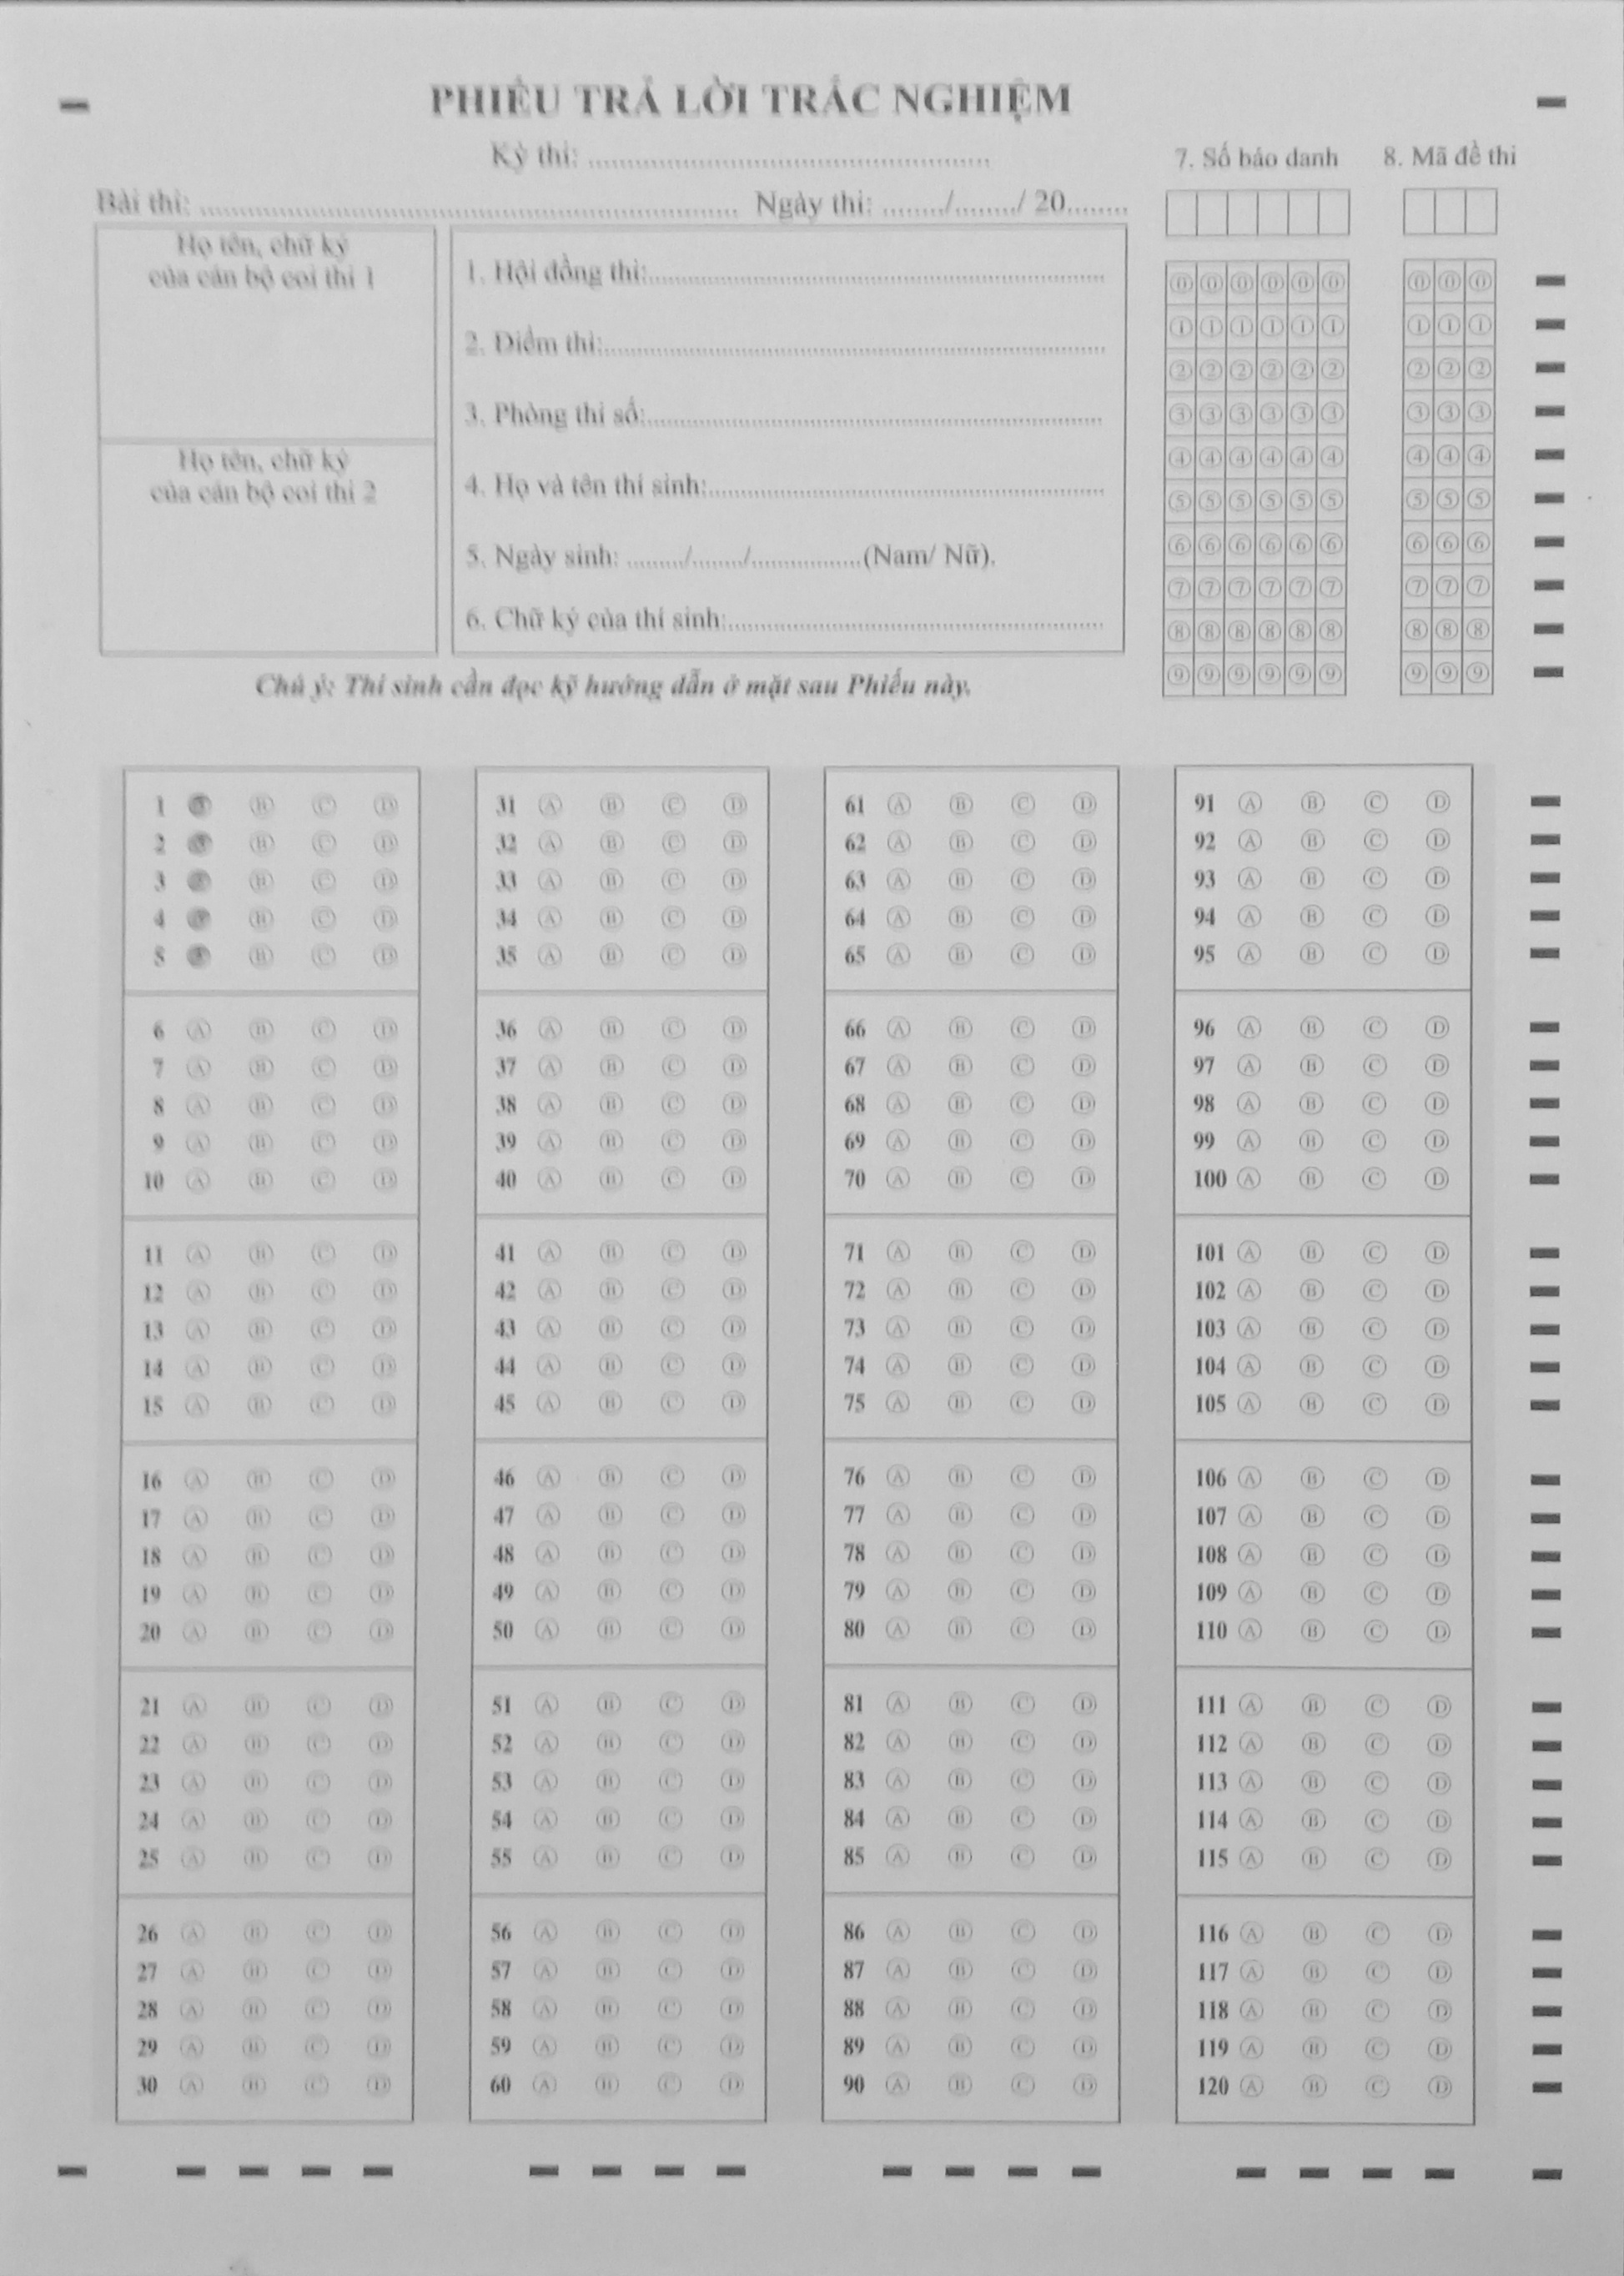 PHIẾU TRẢ LỜI TRẮC NGHIỆM
Kỳ thi: ..................................................
Bài thi: .................................................................... Ngày thi: ......../......../ 20........
Họ tên, chữ ký
của cán bộ coi thi 1
Họ tên, chữ ký
của cán bộ coi thi 2
1. Hội đồng thi:..........................................................
2. Điểm thi:................................................................
3. Phòng thi số:..........................................................
4. Họ và tên thí sinh:..................................................
5. Ngày sinh: ......../......../...............(Nam/ Nữ).
6. Chữ ký của thí sinh:................................................
Chú ý: Thí sinh cần đọc kỹ hướng dẫn ở mặt sau Phiếu này.
7. Số báo danh 8. Mã đề thi
0 0 0 0 0 0 0 0 0
1 1 1 1 1 1 1 1 1
2 2 2 2 2 2 2 2 2
3 3 3 3 3 3 3 3 3
4 4 4 4 4 4 4 4 4
5 5 5 5 5 5 5 5 5
6 6 6 6 6 6 6 6 6
7 7 7 7 7 7 7 7 7
8 8 8 8 8 8 8 8 8
9 9 9 9 9 9 9 9 9
1 B C D
2 B C D
3 B C D
4 B C D
5 B C D
6 A B C D
7 A B C D
8 A B C D
9 A B C D
10 A B C D
11 A B C D
12 A B C D
13 A B C D
14 A B C D
15 A B C D
16 A B C D
17 A B C D
18 A B C D
19 A B C D
20 A B C D
21 A B C D
22 A B C D
23 A B C D
24 A B C D
25 A B C D
26 A B C D
27 A B C D
28 A B C D
29 A B C D
30 A B C D
31 A B C D
32 A B C D
33 A B C D
34 A B C D
35 A B C D
36 A B C D
37 A B C D
38 A B C D
39 A B C D
40 A B C D
41 A B C D
42 A B C D
43 A B C D
44 A B C D
45 A B C D
46 A B C D
47 A B C D
48 A B C D
49 A B C D
50 A B C D
51 A B C D
52 A B C D
53 A B C D
54 A B C D
55 A B C D
56 A B C D
57 A B C D
58 A B C D
59 A B C D
60 A B C D
61 A B C D
62 A B C D
63 A B C D
64 A B C D
65 A B C D
66 A B C D
67 A B C D
68 A B C D
69 A B C D
70 A B C D
71 A B C D
72 A B C D
73 A B C D
74 A B C D
75 A B C D
76 A B C D
77 A B C D
78 A B C D
79 A B C D
80 A B C D
81 A B C D
82 A B C D
83 A B C D
84 A B C D
85 A B C D
86 A B C D
87 A B C D
88 A B C D
89 A B C D
90 A B C D
91 A B C D
92 A B C D
93 A B C D
94 A B C D
95 A B C D
96 A B C D
97 A B C D
98 A B C D
99 A B C D
100 A B C D
101 A B C D
102 A B C D
103 A B C D
104 A B C D
105 A B C D
106 A B C D
107 A B C D
108 A B C D
109 A B C D
110 A B C D
111 A B C D
112 A B C D
113 A B C D
114 A B C D
115 A B C D
116 A B C D
117 A B C D
118 A B C D
119 A B C D
120 A B C D